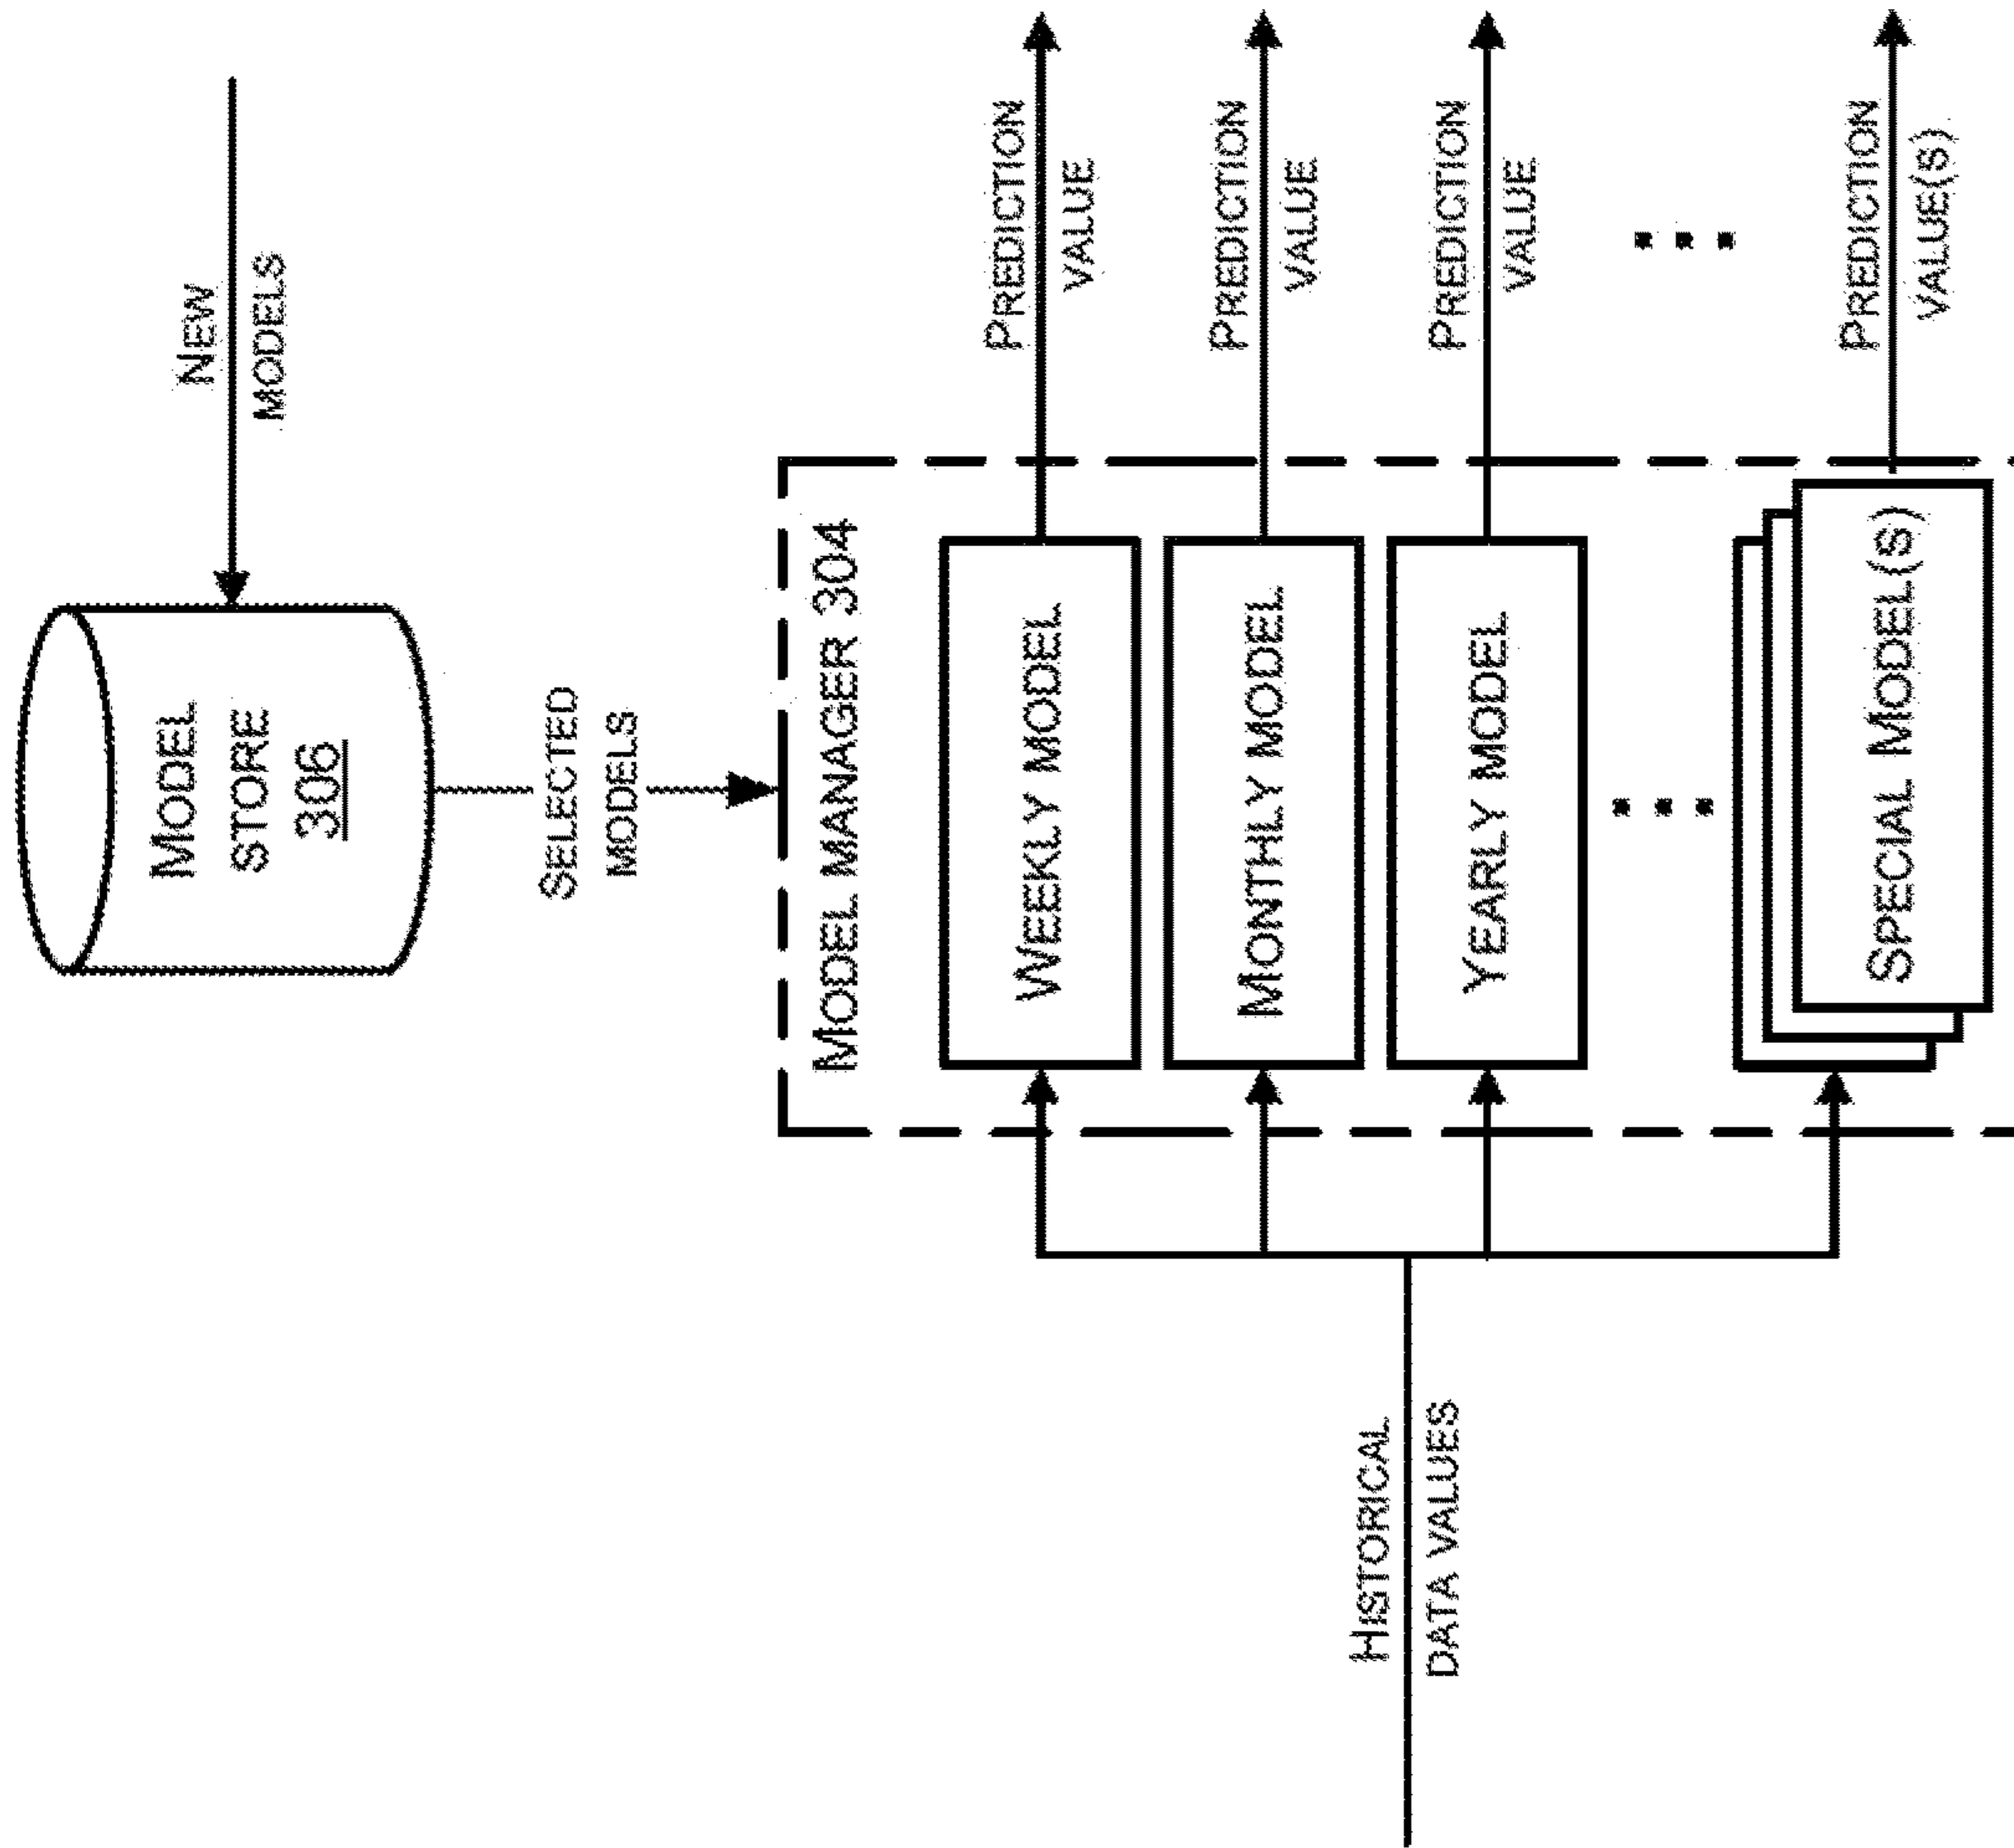 NEW
MODELS
MODEL
STORE
306
SELECTED
MODELS
MODEL MANAGER 304
WEEKLY MODEL
PREDICTION
VALUE
MONTHLY MODEL
PREDICTION
VALUE
YEARLY MODEL
PREDICTION
VALUE
SPECIAL MODEL(S)
PREDICTION
VALUE(S)
HISTORICAL
DATA VALUES